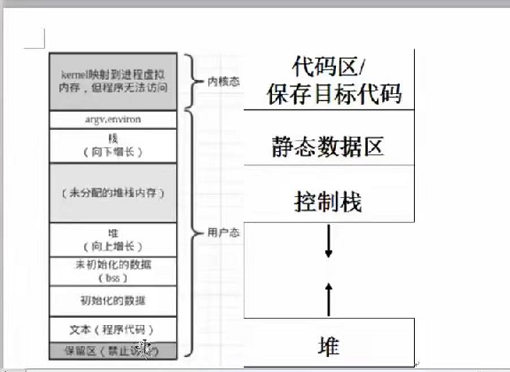 kernel映射到进程虚拟
内存，但程序无法访问
内核态
argv,environ
栈
（向下增长）
（未分配的堆栈内存）
用户态
堆
（向上增长）
未初始化的数据
（bss）
初始化的数据
文本（程序代码）
保留区（禁止访
代码区/
保存目标代码
静态数据区
控制栈
堆